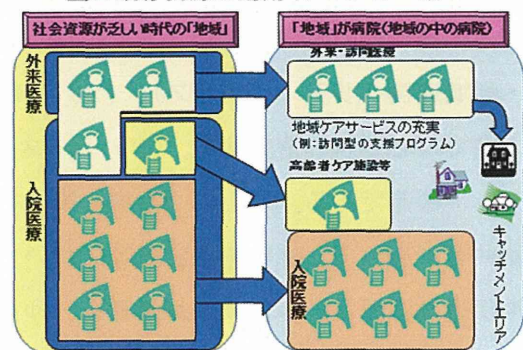 社会資源が乏しい時代の「地域」
「地域」が病院(地域の中の病院)
外来医療
入院医療
外来・訪問医療
地域ケアサービスの充実
(例:訪問型の支援プログラム)
高齢者ケア施設等
入院医療
キャッチメントエリア